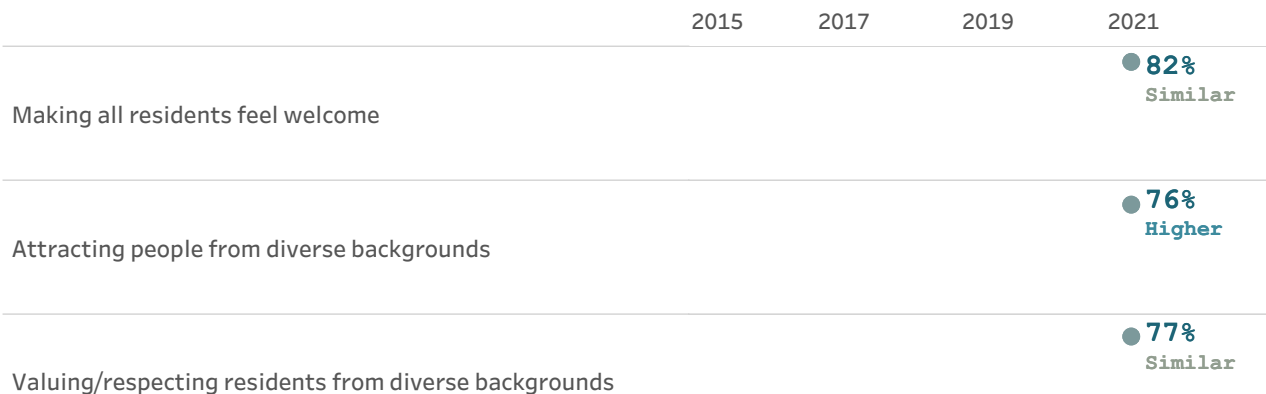 2015 2017 2019 2021
82%
Similar
Making all residents feel welcome
76%
Higher
Attracting people from diverse backgrounds
77%
Similar
Valuing/respecting residents from diverse backgrounds